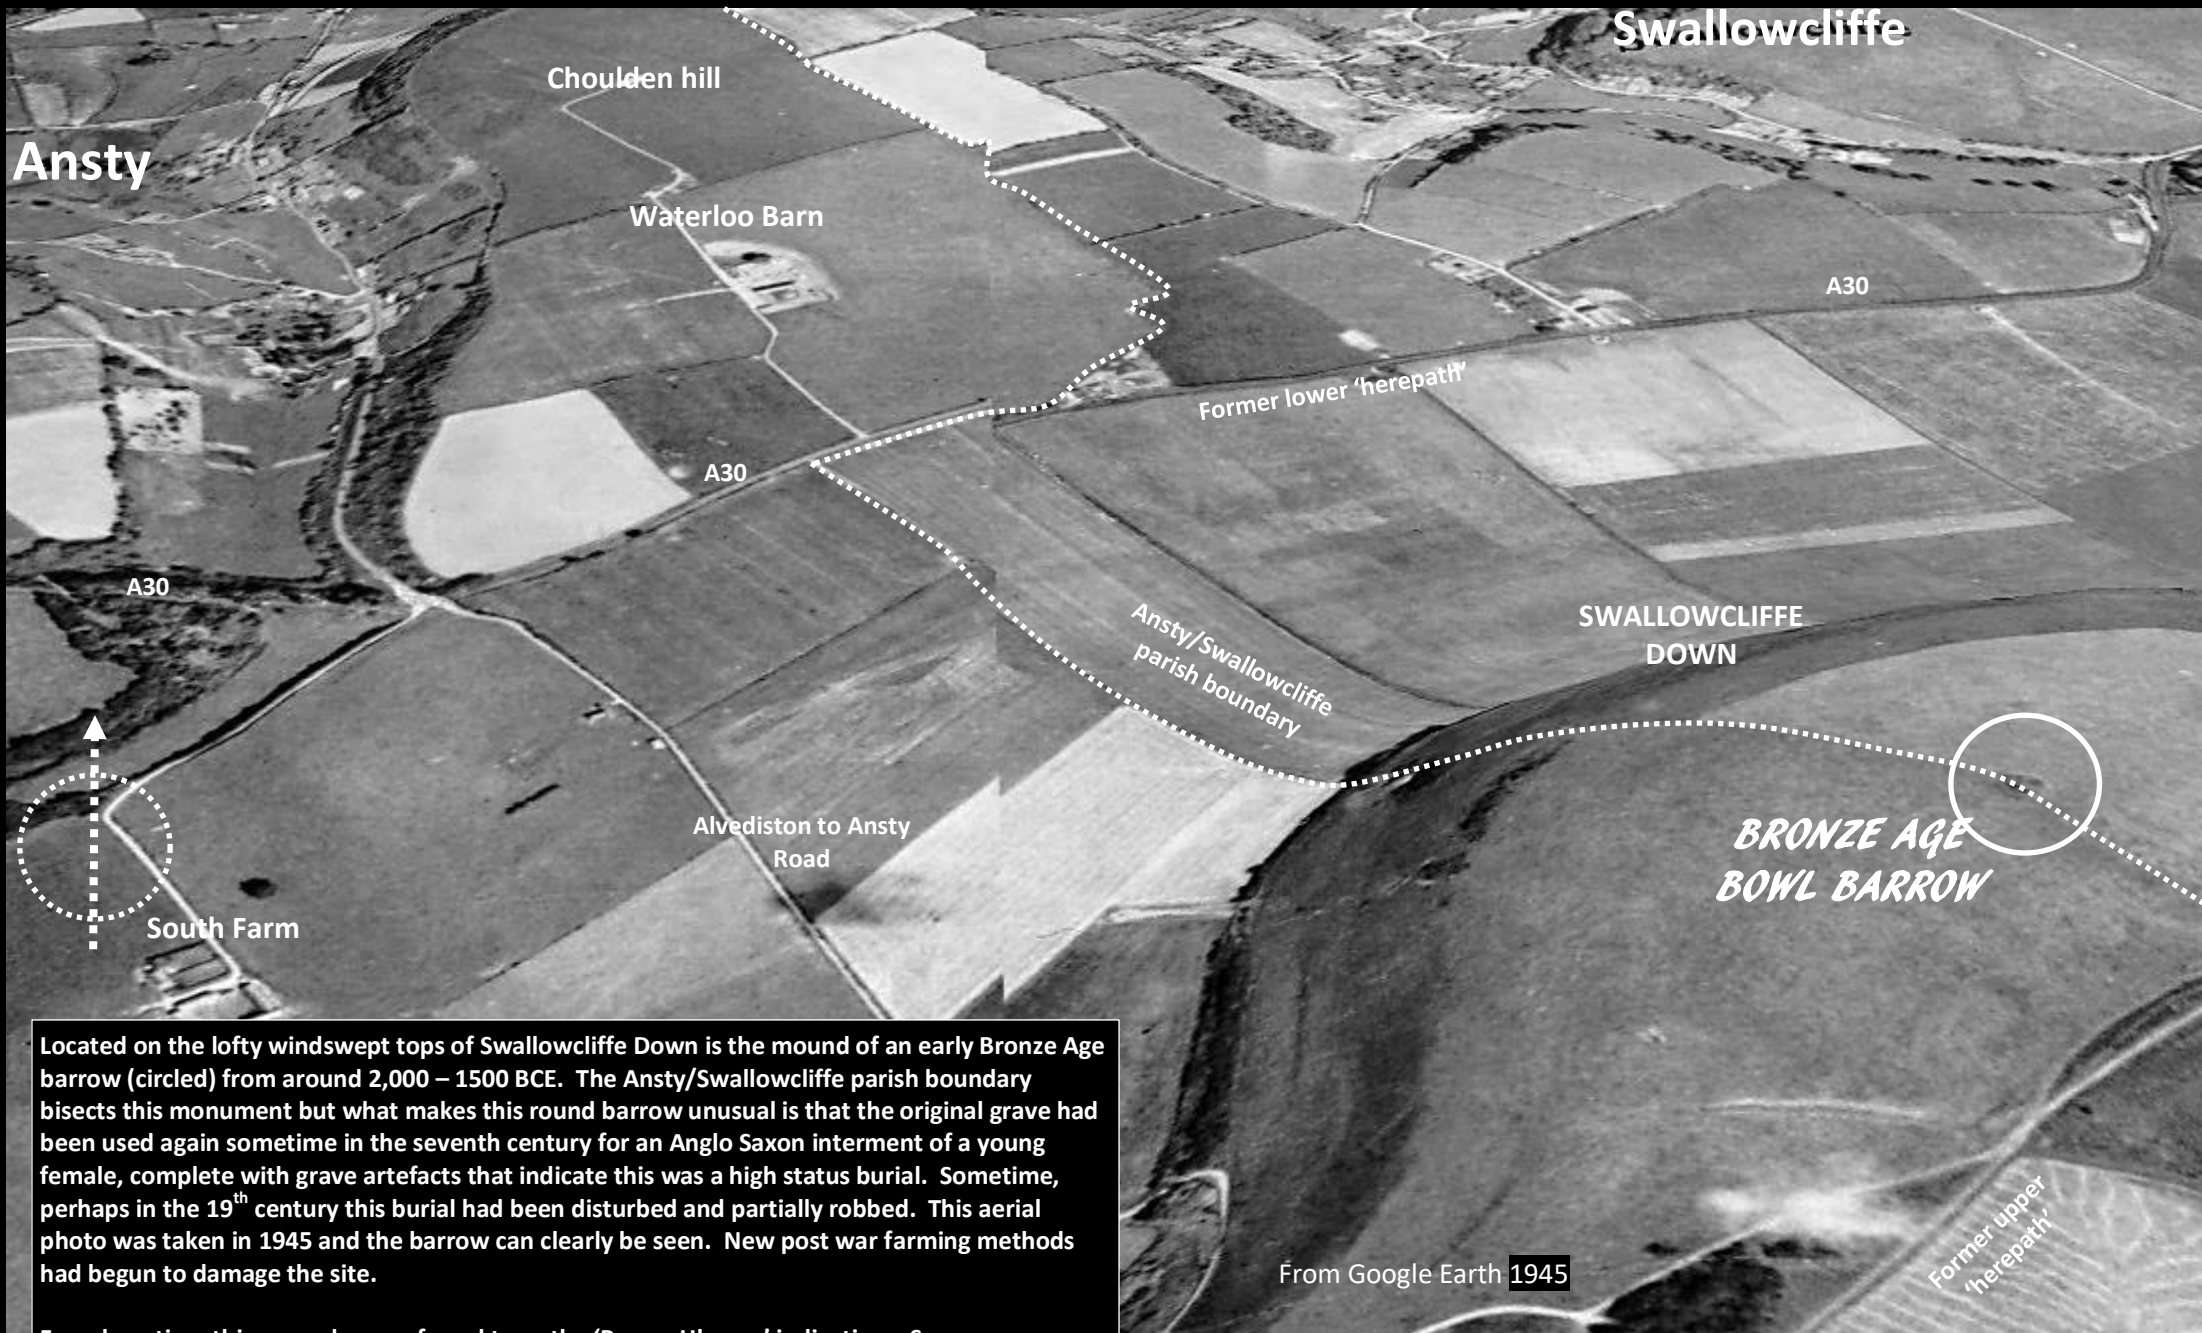 Swallowcliffe
Choulden hill
Ansty
Waterloo Barn
A30
Former lower ‘herepath’
A30
A30
SWALLOWCLIFFE
DOWN
Ansty/Swallowcliffe
parish boundary
Alvediston to Ansty
Road
BRONZE AGE
BOWL BARROW
South Farm
Located on the lofty windswept tops of Swallowcliffe Down is the mound of an early Bronze Age
barrow (circled) from around 2,000 – 1500 BCE.  The Ansty/Swallowcliffe parish boundary
bisects this monument but what makes this round barrow unusual is that the original grave had
been used again sometime in the seventh century for an Anglo Saxon interment of a young
female, complete with grave artefacts that indicate this was a high status burial.  Sometime,
perhaps in the 19th century this burial had been disturbed and partially robbed.  This aerial
photo was taken in 1945 and the barrow can clearly be seen.  New post war farming methods
had begun to damage the site.
From Google Earth 1945
Former upper
‘herepath’